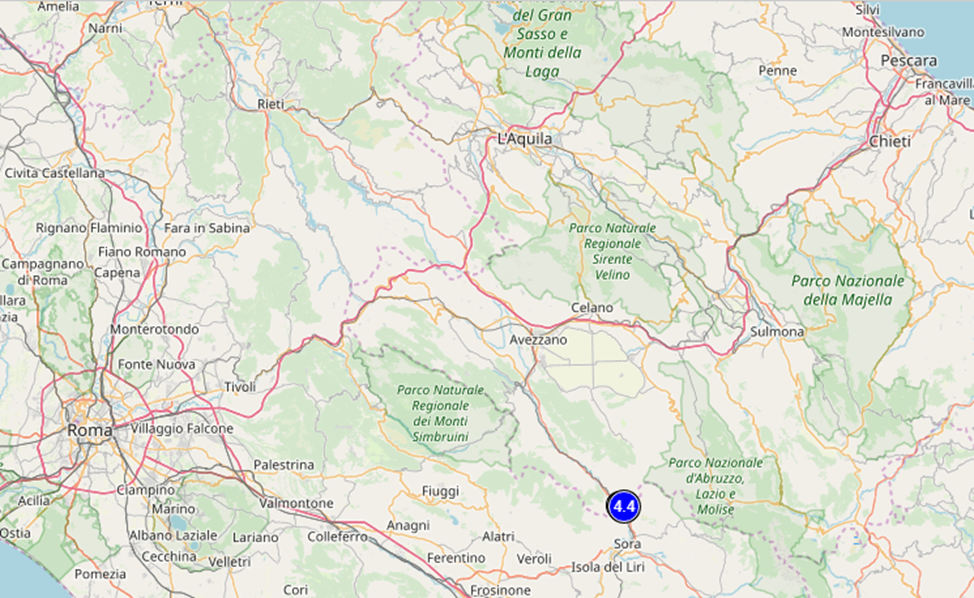 Amelia
Terni
Narni
del Gran
Sasso e
Monti della
Laga
Silvi
Montesilvano
Pescara
Penne
Francavill
al Mare
Rieti
L'Aquila
Chieti
Civita Castellana
Rignano Flaminio
Fara in Sabina
Parco Naturale
Regionale
Sirente
Velino
Fiano Romano
Campagnano
di Roma
Capena
Parco Nazionale
della Majella
llara
zia
Celano
Monterotondo
Avezzano
Sulmona
Fonte Nuova
Tivoli
Parco Naturale
Regionale
dei Monti
Simbruini
Roma
Villaggio Falcone
Palestrina
Parco Nazionale
d'Abruzzo,
Lazio e
Molise
Ciampino
Fiuggi
Acilia
Marino
Valmontone
4.4
Anagni
Ostia
Albano Laziale
Lariano
Colleferro
Alatri
Sora
Cecchina
Velletri
Ferentino
Veroli
Isola del Liri
Pomezia
Cori
Frosinone